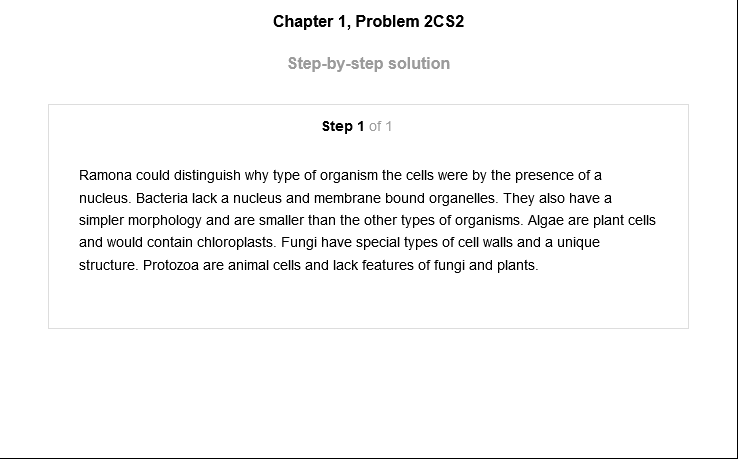 Chapter 1, Problem 2CS2
Step-by-step solution
Step 1 of 1
Ramona could distinguish why type of organism the cells were by the presence of a
nucleus. Bacteria lack a nucleus and membrane bound organelles. They also have a
simpler morphology and are smaller than the other types of organisms. Algae are plant cells
and would contain chloroplasts. Fungi have special types of cell walls and a unique
structure. Protozoa are animal cells and lack features of fungi and plants.